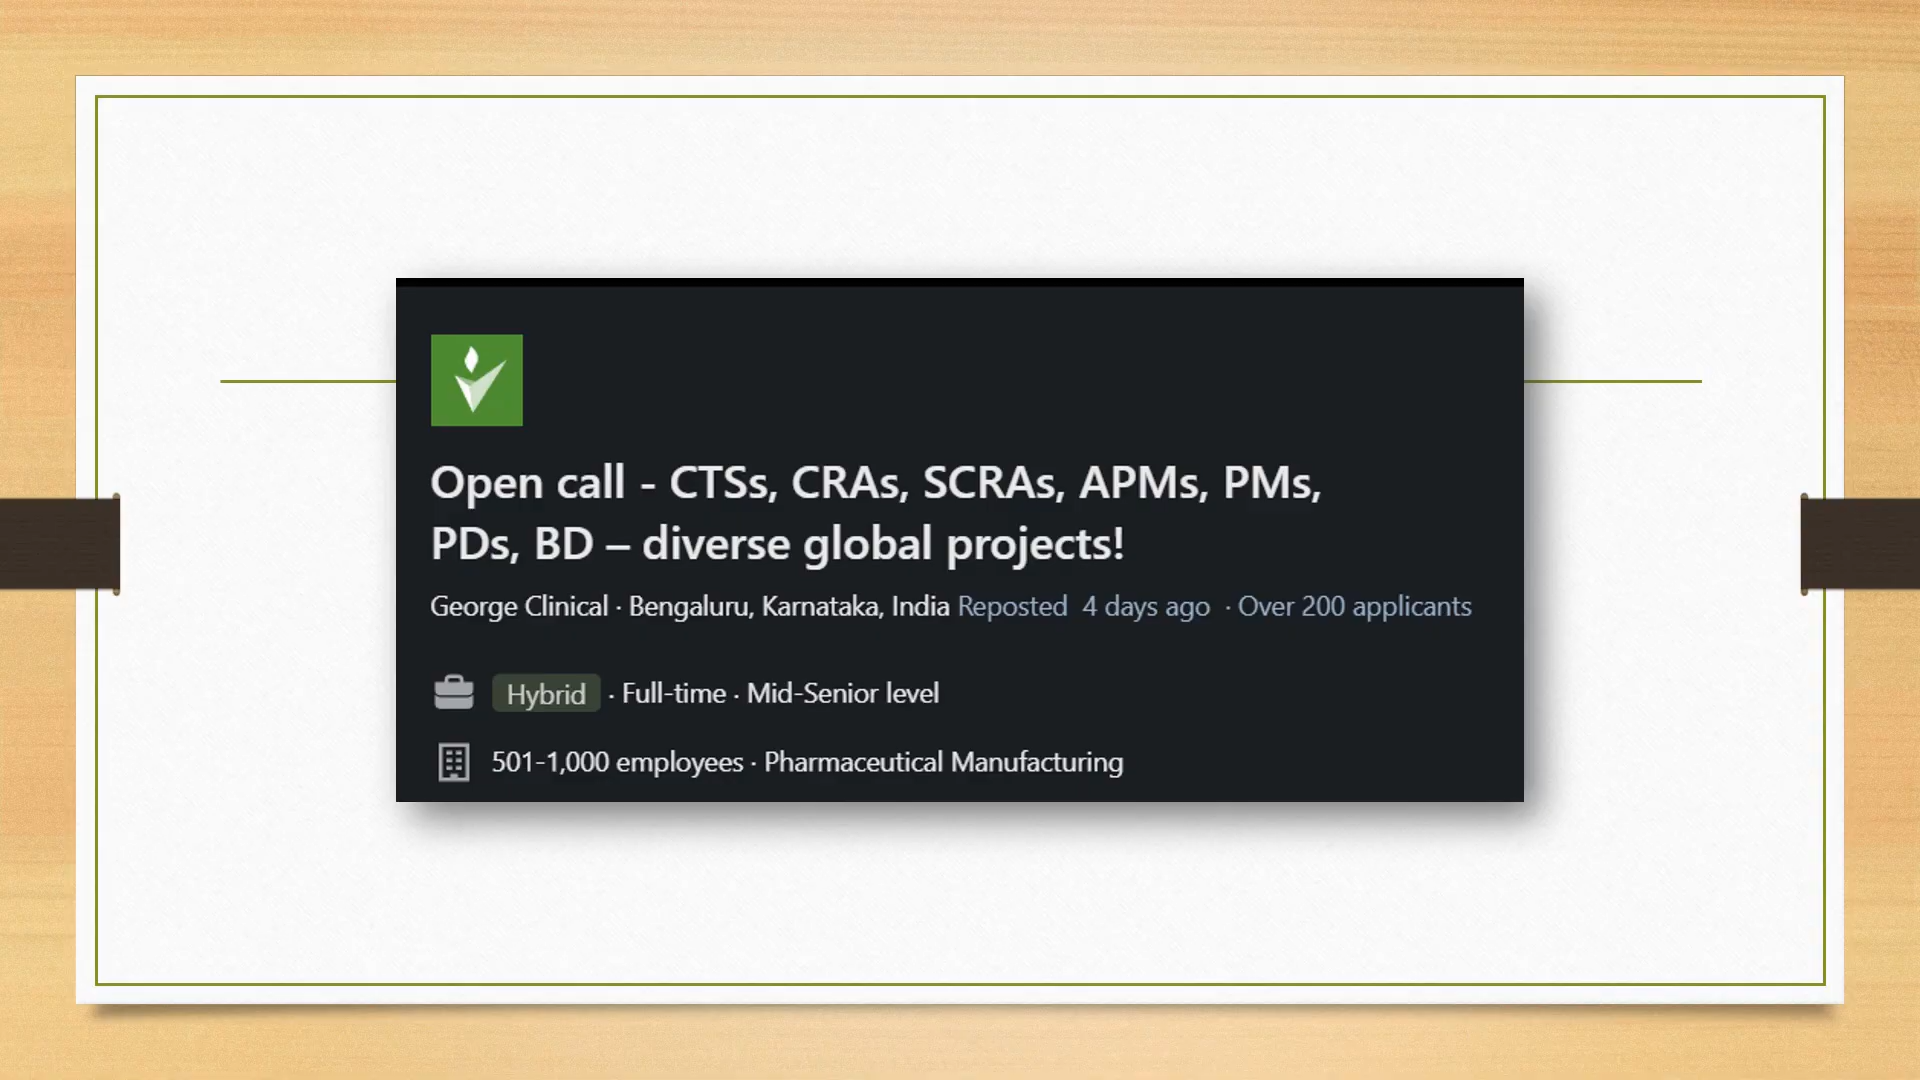 Open call - CTSs, CRAs, SCRAs, APMs, PMs,
PDs, BD – diverse global projects!
George Clinical · Bengaluru, Karnataka, India Reposted 4 days ago · Over 200 applicants
Hybrid · Full-time · Mid-Senior level
501-1,000 employees · Pharmaceutical Manufacturing